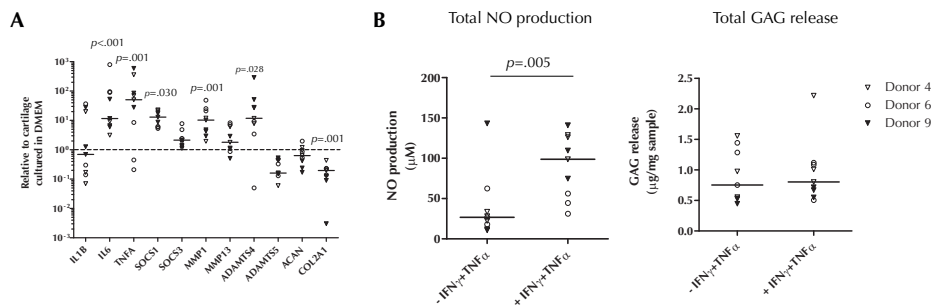 A
p<.001
p=.001
p=.030
p=.001
p=.028
p=.001
Relative to cartilage
cultured in DMEM
10³
10²
10¹
10⁰
10⁻¹
10⁻²
10⁻³
IL1B
IL6
TNFA
SOCS1
SOCS3
MMP1
MMP13
ADAMTS4
ADAMTS5
ACAN
COL2A1
B
Total NO production
p=.005
NO production
(μM)
200
150
100
50
0
- IFNγ+TNFα
+ IFNγ+TNFα
Total GAG release
GAG release
(μg/mg sample)
2.5
2.0
1.5
1.0
0.5
0.0
- IFNγ+TNFα
+ IFNγ+TNFα
Donor 4
Donor 6
Donor 9